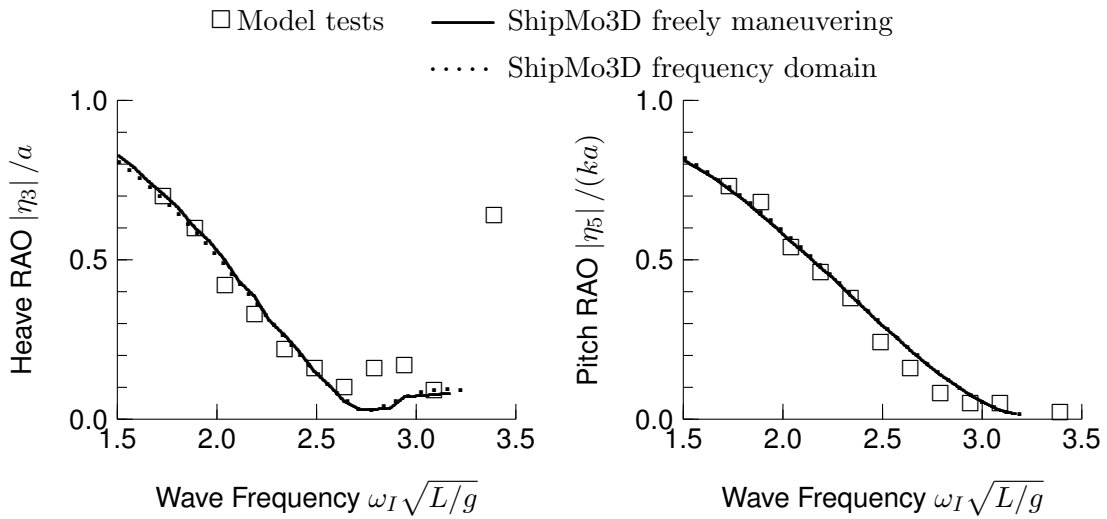 □ Model tests
ShipMo3D freely maneuvering
ShipMo3D frequency domain
Heave RAO |η₃|/a
1.0
0.5
0.0
1.5 2.0 2.5 3.0 3.5
Wave Frequency ω_I√(L/g)
Pitch RAO |η₅|/(ka)
1.0
0.5
0.0
1.5 2.0 2.5 3.0 3.5
Wave Frequency ω_I√(L/g)